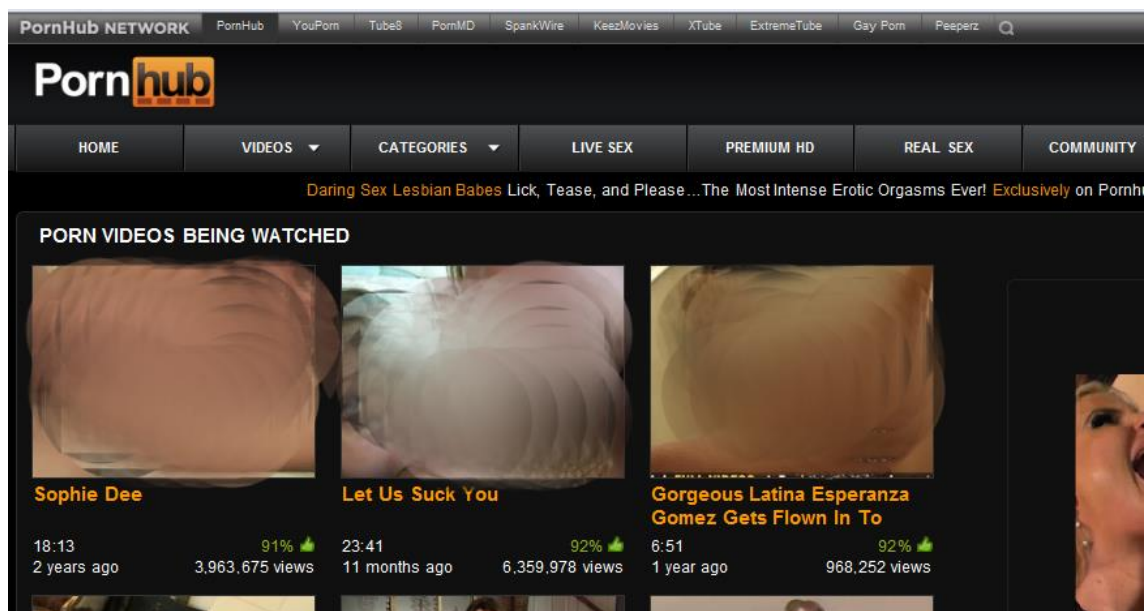 PornHub NETWORK PornHub YouPorn Tube8 PornMD SpankWire KeezMovies XTube ExtremeTube Gay Porn Peeperz
Pornhub
HOME VIDEOS CATEGORIES LIVE SEX PREMIUM HD REAL SEX COMMUNITY
Daring Sex Lesbian Babes Lick, Tease, and Please...The Most Intense Erotic Orgasms Ever! Exclusively on Pornhu
PORN VIDEOS BEING WATCHED
Sophie Dee
18:13 91%
2 years ago 3,963,675 views
Let Us Suck You
23:41 92%
11 months ago 6,359,978 views
Gorgeous Latina Esperanza
Gomez Gets Flown In To
6:51 92%
1 year ago 968,252 views